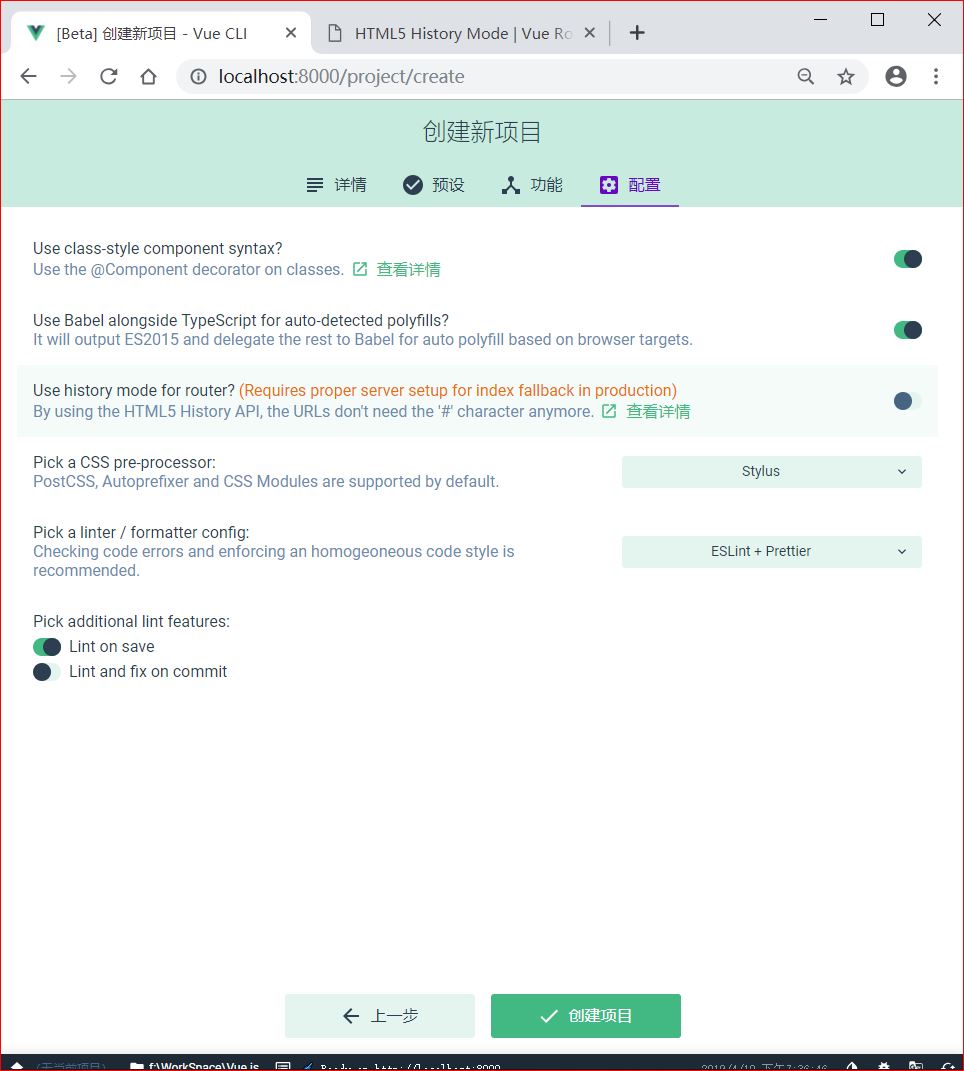 [Beta] 创建新项目 - Vue CLI
HTML5 History Mode | Vue Ro
localhost:8000/project/create
创建新项目
详情
预设
功能
配置
Use class-style component syntax?
Use the @Component decorator on classes. 查看详情
Use Babel alongside TypeScript for auto-detected polyfills?
It will output ES2015 and delegate the rest to Babel for auto polyfill based on browser targets.
Use history mode for router? (Requires proper server setup for index fallback in production)
By using the HTML5 History API, the URLs don't need the '#' character anymore. 查看详情
Pick a CSS pre-processor:
PostCSS, Autoprefixer and CSS Modules are supported by default.
Stylus
Pick a linter / formatter config:
Checking code errors and enforcing an homogeoneous code style is
recommended.
ESLint + Prettier
Pick additional lint features:
Lint on save
Lint and fix on commit
上一步
创建项目
f:\WorkSpace\Vue.js
Ready on http://localhost:8000